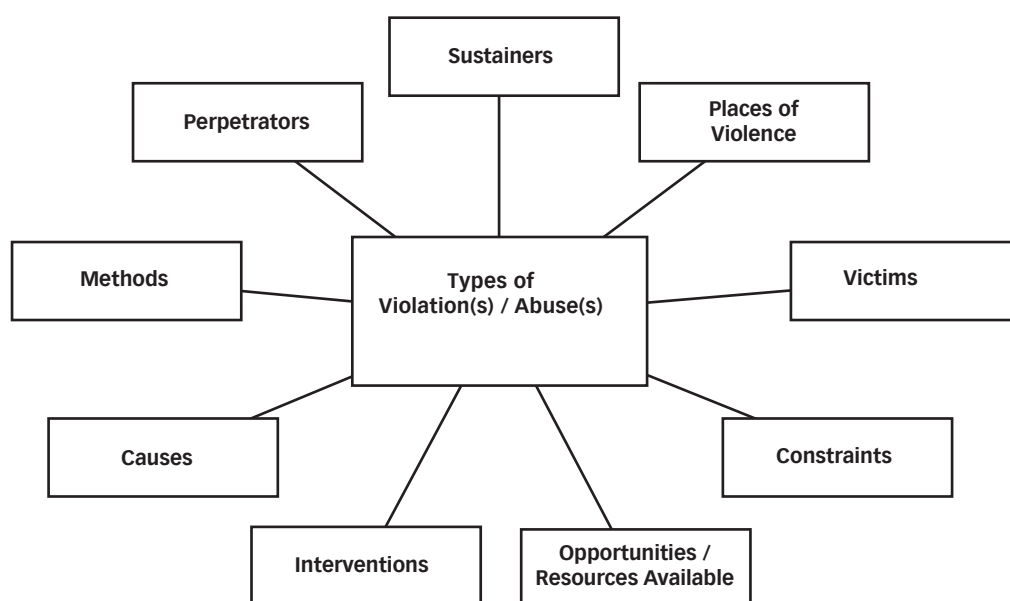 Sustainers
Perpetrators
Places of
Violence
Methods
Types of
Violation(s) / Abuse(s)
Victims
Causes
Constraints
Interventions
Opportunities /
Resources Available